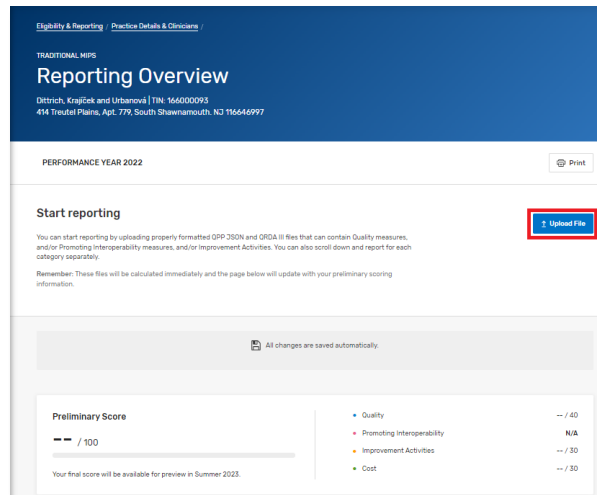 Eligibility & Reporting / Practice Details & Clinicians /
TRADITIONAL MIPS
Reporting Overview
Dittrich, Krajíček and Urbanová | TIN: 166000093
414 Treutel Plains, Apt. 779, South Shawnamouth, NJ 116646997
PERFORMANCE YEAR 2022
Print
Start reporting
Upload File
You can start reporting by uploading properly formatted QPP JSON and QRDA III files that can contain Quality measures,
and/or Promoting Interoperability measures, and/or Improvement Activities. You can also scroll down and report for each
category separately.
Remember: These files will be calculated immediately and the page below will update with your preliminary scoring
information.
All changes are saved automatically.
Preliminary Score
-- / 100
Your final score will be available for preview in Summer 2023.
Quality -- / 40
Promoting Interoperability N/A
Improvement Activities -- / 30
Cost -- / 30